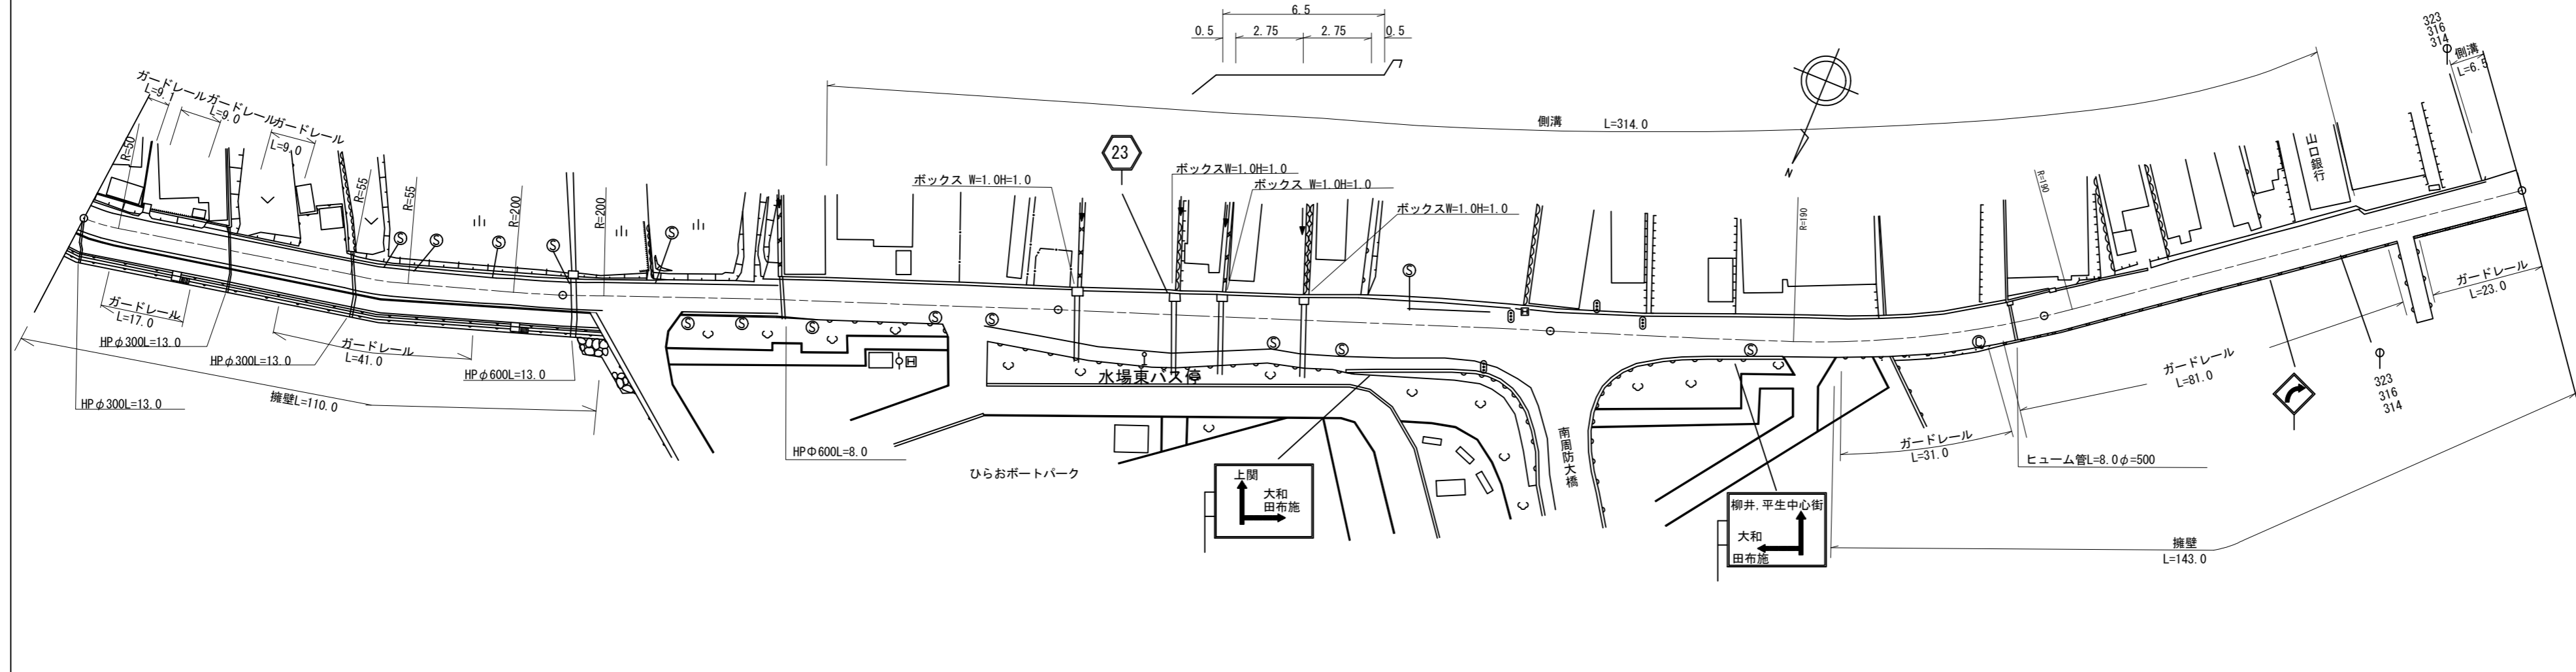 6.5
0.5
2.75
2.75
0.5
323
316
314
側溝
L=6.5
ガードレール
L=9.1
ガードレール
L=9.0
ガードレール
L=9.0
側溝 L=314.0
23
N
ボックス W=1.0H=1.0
ボックスW=1.0H=1.0
ボックス W=1.0H=1.0
ボックスW=1.0H=1.0
山口銀行
R=50
R=55
R=55
R=200
R=200
R=190
R=190
S
S
S
S
S
S
S
S
S
S
S
S
S
S
C
ガードレール
L=17.0
HPφ300L=13.0
HPφ300L=13.0
ガードレール
L=41.0
HPφ600L=13.0
擁壁L=110.0
HPφ300L=13.0
HPΦ600L=8.0
水場東バス停
ひらおボートパーク
上関
大和
田布施
南周防大橋
柳井.平生中心街
大和
田布施
ガードレール
L=31.0
ヒューム管L=8.0φ=500
ガードレール
L=81.0
ガードレール
L=23.0
323
316
314
擁壁
L=143.0